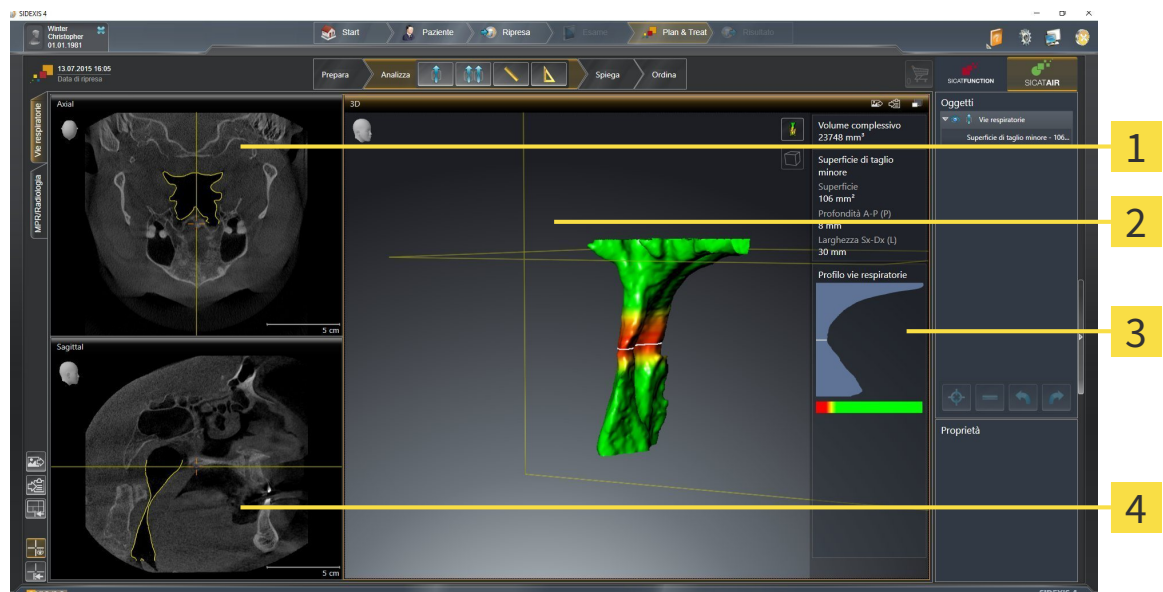 SIDEXIS 4
Winter
Christopher
01.01.1981
Start
Paziente
Ripresa
Esame
Plan & Treat
Risultato
13.07.2015 16:05
Data di ripresa
Prepara
Analizza
Spiega
Ordina
SICATFUNCTION
SICATAIR
Vie respiratorie
MPR/Radiologia
Axial
5 cm
Sagittal
5 cm
3D
Volume complessivo
23748 mm³
Superficie di taglio
minore
Superficie
106 mm²
Profondità A-P (P)
8 mm
Larghezza Sx-Dx (L)
30 mm
Profilo vie respiratorie
Oggetti
Vie respiratorie
Superficie di taglio minore - 106...
Proprietà
1
2
3
4
SIDEXIS 4